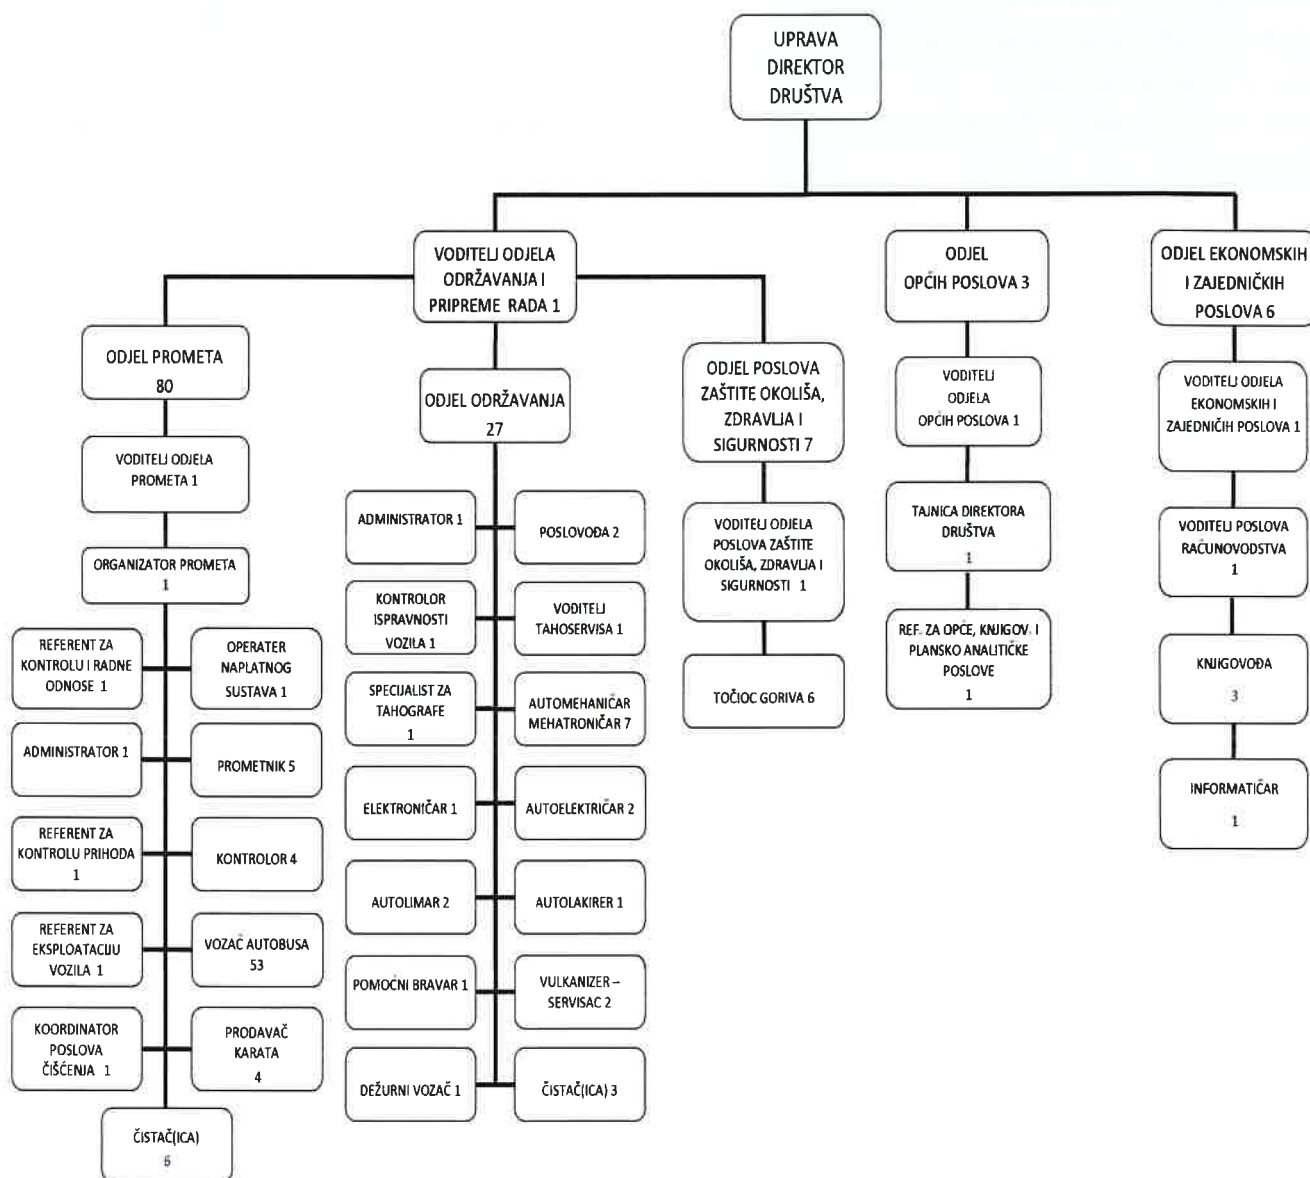 UPRAVA
DIREKTOR
DRUŠTVA
VODITELJ ODJELA
ODRŽAVANJA I
PRIPREME RADA 1
ODJEL
OPĆIH POSLOVA 3
ODJEL EKONOMSKIH
I ZAJEDNIČKIH
POSLOVA 6
ODJEL PROMETA
80
VODITELJ ODJELA
PROMETA 1
ORGANIZATOR PROMETA
1
REFERENT ZA
KONTROLU I RADNE
ODNOSE 1
OPERATER
NAPLATNOG
SUSTAVA 1
ADMINISTRATOR 1
PROMETNIK 5
REFERENT ZA
KONTROLU PRIHODA
1
KONTROLOR 4
REFERENT ZA
EKSPLOATACIJU
VOZILA 1
VOZAČ AUTOBUSA
53
KOORDINATOR
POSLOVA
ČIŠĆENJA 1
PRODAVAČ
KARATA
4
ČISTAČ(ICA)
6
ODJEL ODRŽAVANJA
27
ADMINISTRATOR 1
POSLOVOĐA 2
KONTROLOR
ISPRAVNOSTI
VOZILA 1
VODITELJ
TAHOSERVISA 1
SPECIJALIST ZA
TAHOGRAFE
1
AUTOMEHANIČAR
MEHATRONIČAR 7
ELEKTRONIČAR 1
AUTOELEKTRIČAR 2
AUTOLIMAR 2
AUTOLAKIRER 1
POMOĆNI BRAVAR 1
VULKANIZER –
SERVISAC 2
DEŽURNI VOZAČ 1
ČISTAČ(ICA) 3
ODJEL POSLOVA
ZAŠTITE OKOLIŠA,
ZDRAVLJA I
SIGURNOSTI 7
VODITELJ ODJELA
POSLOVA ZAŠTITE
OKOLIŠA, ZDRAVLJA I
SIGURNOSTI 1
TOČIOC GORIVA 6
VODITELJ
ODJELA
OPĆIH POSLOVA 1
TAJNICA DIREKTORA
DRUŠTVA
1
REF. ZA OPĆE, KNJIGOV. I
PLANSKO ANALITIČKE
POSLOVE
1
VODITELJ ODJELA
EKONOMSKIH I
ZAJEDNIČIH POSLOVA 1
VODITELJ POSLOVA
RAČUNOVODSTVA
1
KNJIGOVOĐA
3
INFORMATIČAR
1